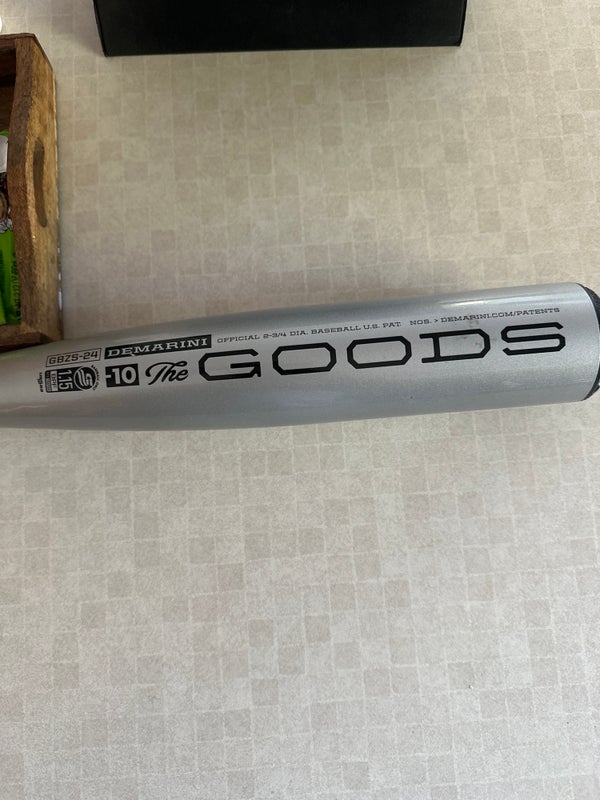 GBZS-24
DEMARINI
OFFICIAL 2-3/4 DIA. BASEBALL U.S. PAT. NOS. > DEMARINI.COM/PATENTS
1.15
-10
The GOODS